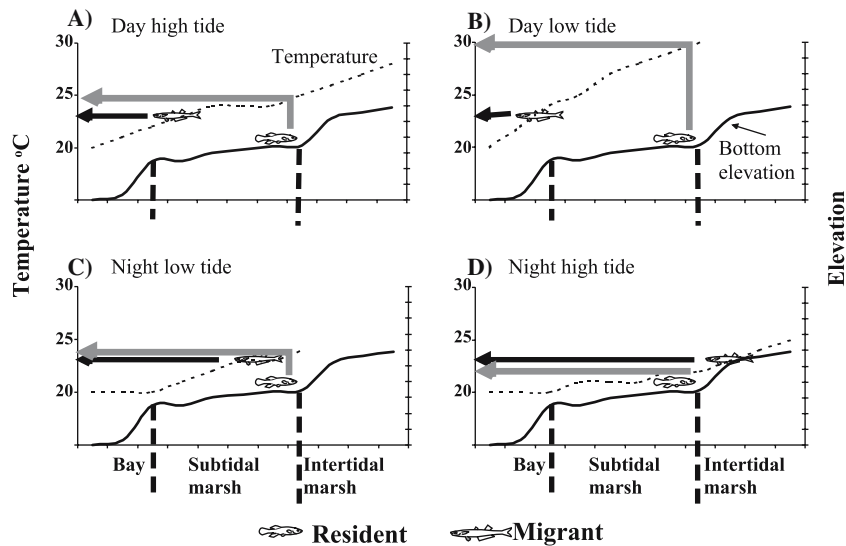 A) Day high tide
30
Temperature
25
20
B) Day low tide
30
25
20
Bottom
elevation
Temperature °C
Elevation
C) Night low tide
30
25
20
Bay Subtidal Intertidal
marsh marsh
D) Night high tide
30
25
20
Bay Subtidal Intertidal
marsh marsh
Resident Migrant